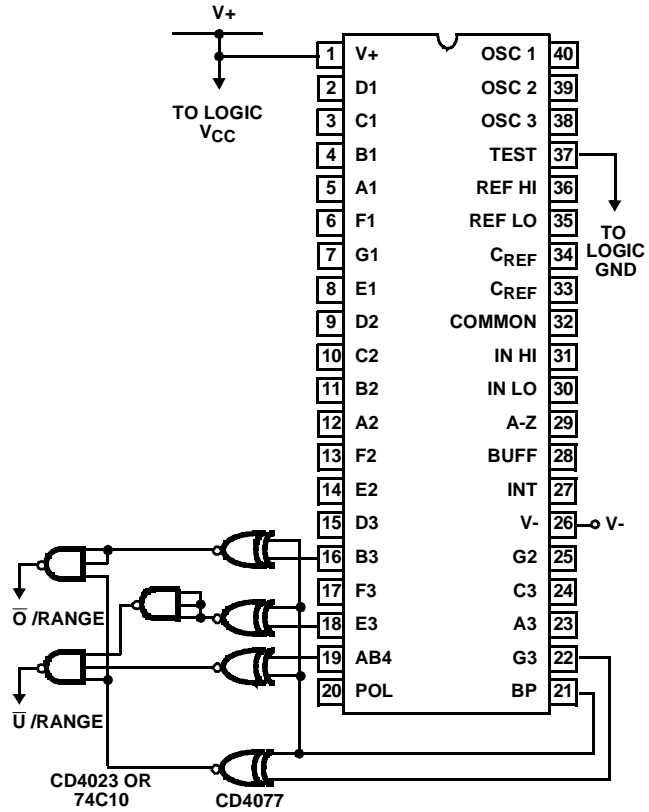 V+
1 V+ OSC 1 40
2 D1 OSC 2 39
TO LOGIC
VCC
3 C1 OSC 3 38
4 B1 TEST 37
5 A1 REF HI 36
6 F1 REF LO 35
TO
LOGIC
GND
7 G1 CREF 34
8 E1 CREF 33
9 D2 COMMON 32
10 C2 IN HI 31
11 B2 IN LO 30
12 A2 A-Z 29
13 F2 BUFF 28
14 E2 INT 27
15 D3 V- 26 V-
16 B3 G2 25
17 F3 C3 24
O̅ /RANGE
18 E3 A3 23
19 AB4 G3 22
20 POL BP 21
U̅ /RANGE
CD4023 OR
74C10
CD4077